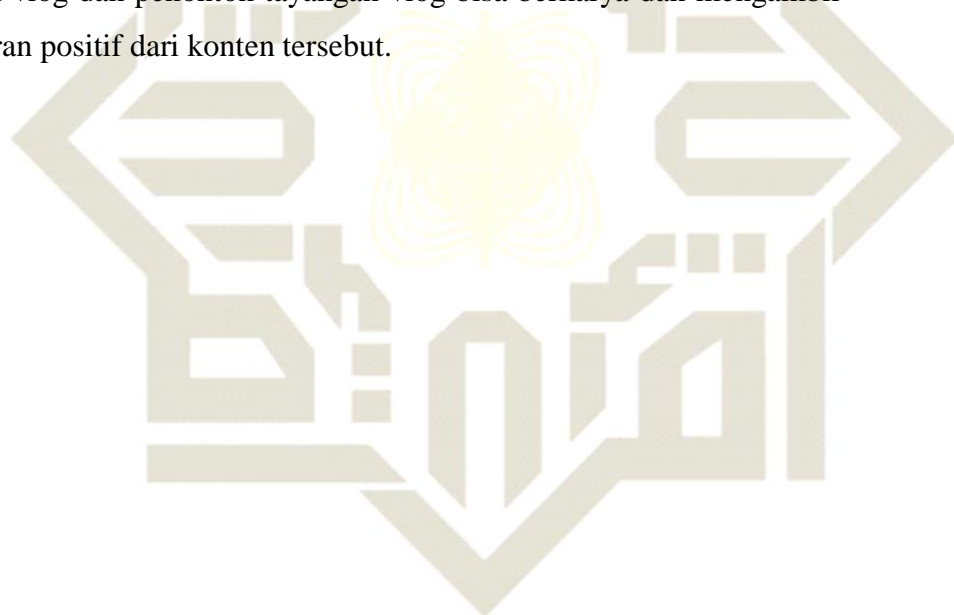 vlog dan penonton tayangan vlog bisa berkarya dan mengambil
ran positif dari konten tersebut.